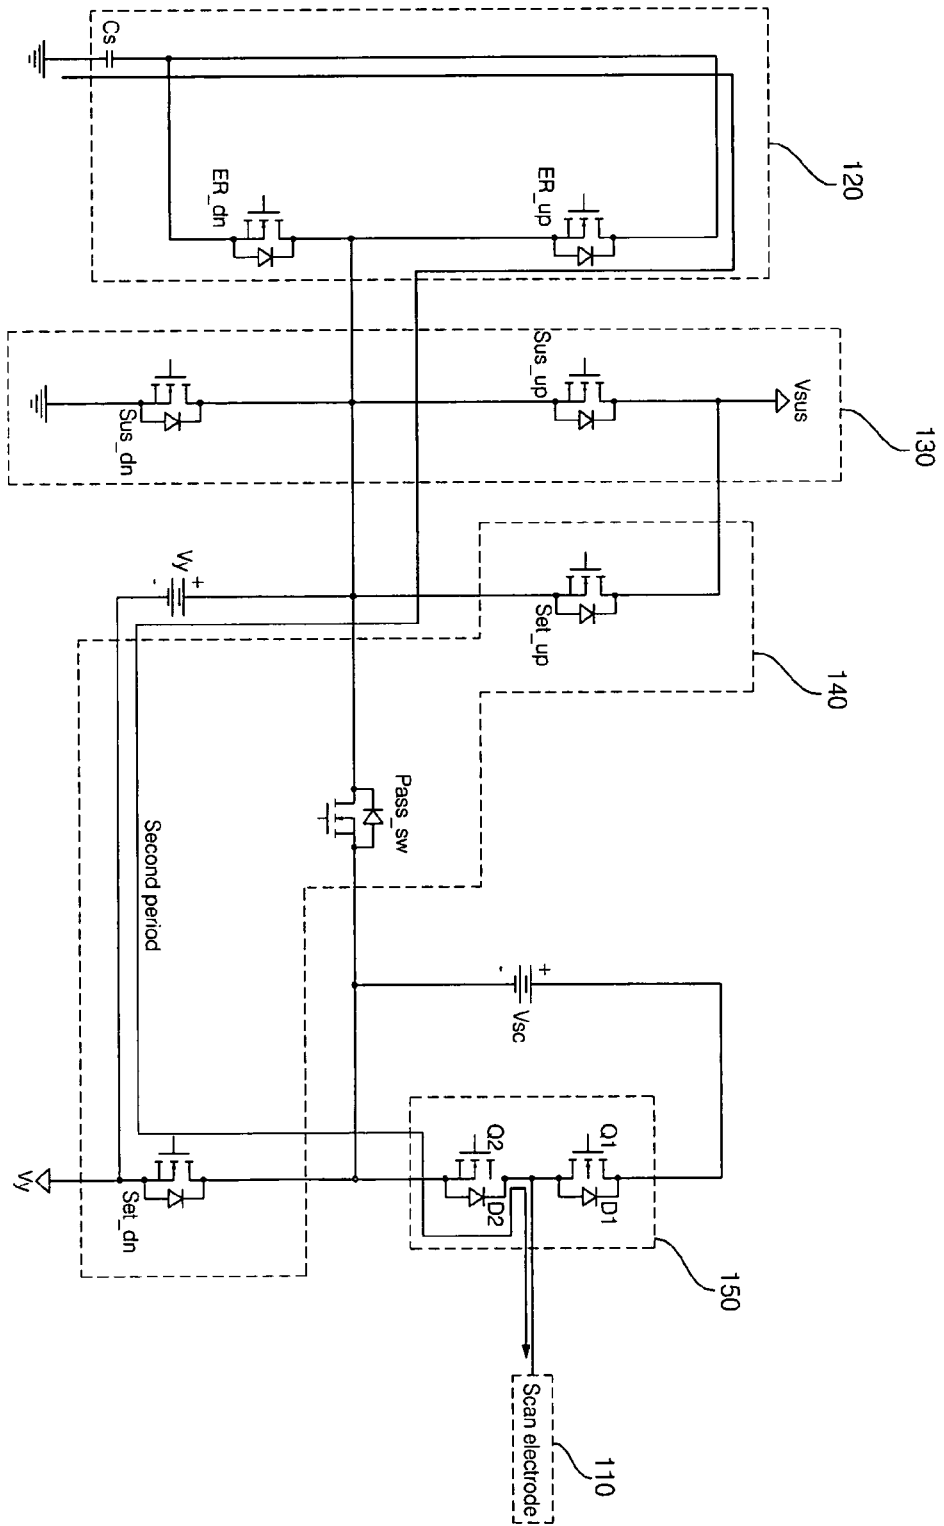 130
120
140
Vsus
150
Q1
D1
110
ER_up
Sus_up
Set_up
+
-
Vsc
Scan electrode
Q2
D2
Pass_sw
ER_dn
Vy
+
-
Second period
Sus_dn
Set_dn
Cs
Vy